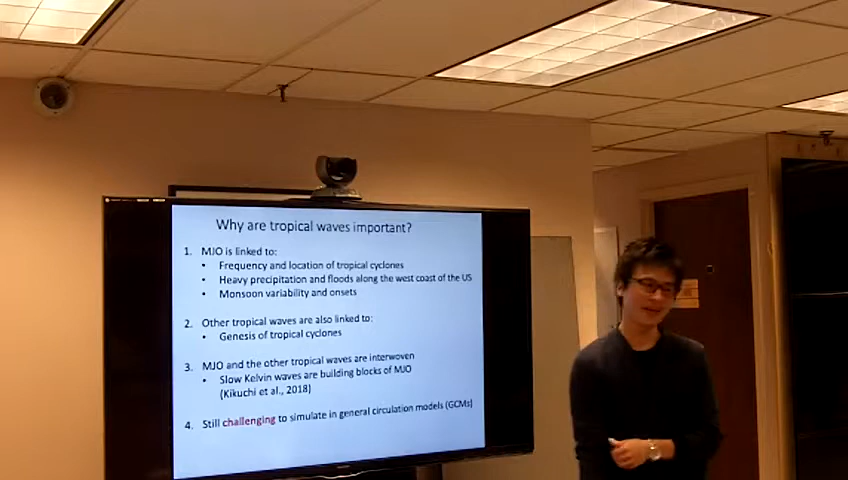 Why are tropical waves important?
1. MJO is linked to:
• Frequency and location of tropical cyclones
• Heavy precipitation and floods along the west coast of the US
• Monsoon variability and onsets
2. Other tropical waves are also linked to:
• Genesis of tropical cyclones
3. MJO and the other tropical waves are interwoven
• Slow Kelvin waves are building blocks of MJO
(Kikuchi et al., 2018)
4. Still challenging to simulate in general circulation models (GCMs)